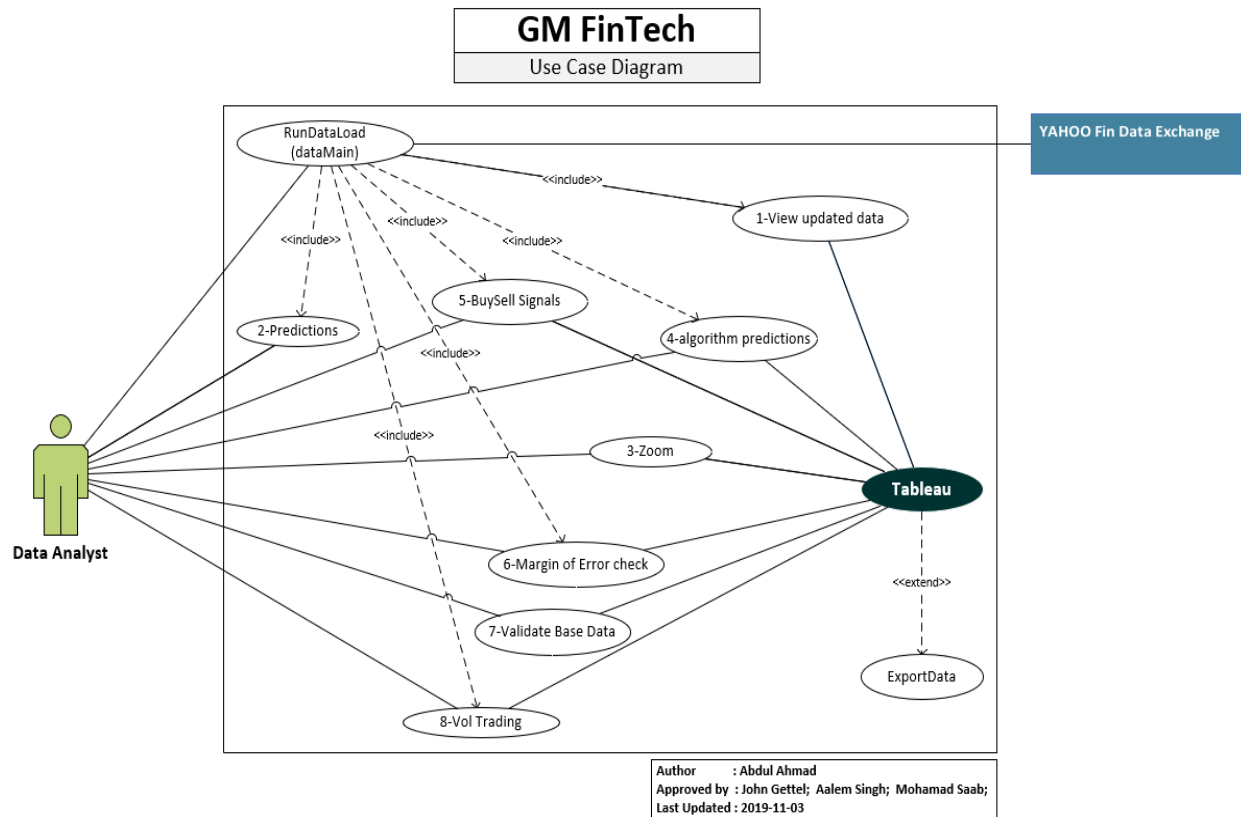 GM FinTech
Use Case Diagram
RunDataLoad
(dataMain)
YAHOO Fin Data Exchange
<<include>>
1-View updated data
<<include>>
<<include>>
<<include>>
5-BuySell Signals
2-Predictions
4-algorithm predictions
<<include>>
<<include>>
3-Zoom
Tableau
Data Analyst
6-Margin of Error check
<<extend>>
7-Validate Base Data
ExportData
8-Vol Trading
Author : Abdul Ahmad
Approved by : John Gettel; Aalem Singh; Mohamad Saab;
Last Updated : 2019-11-03